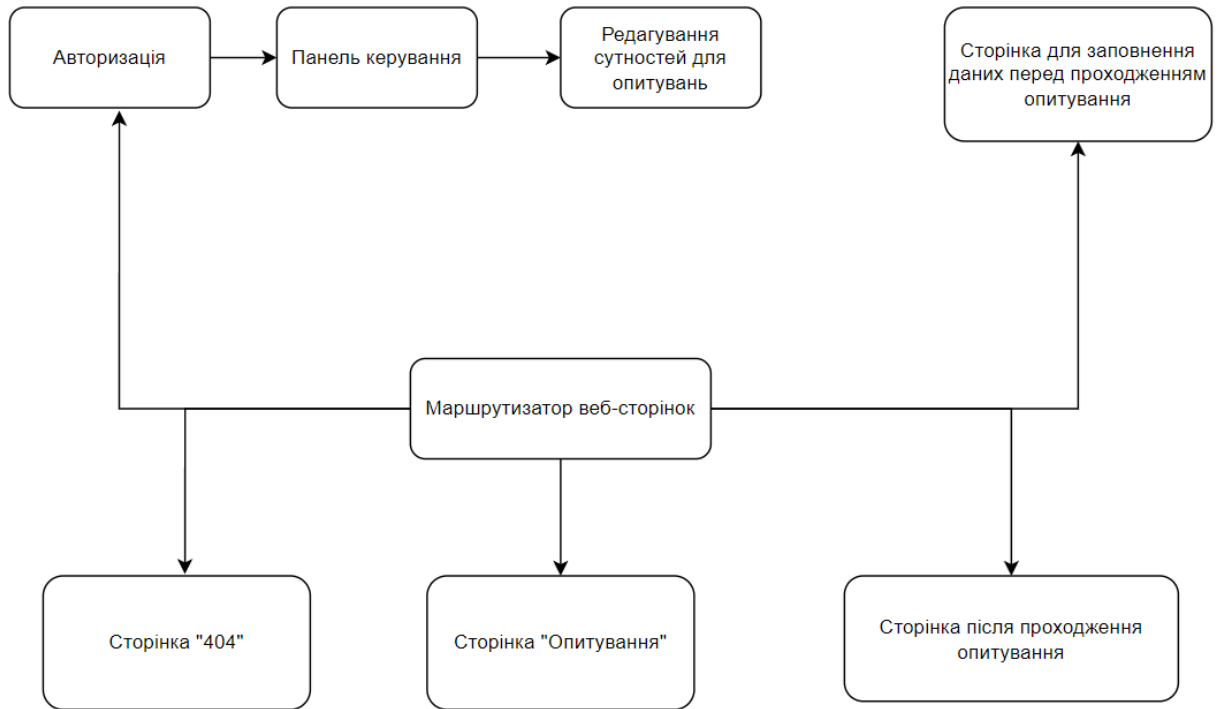 Авторизація
Панель керування
Редагування
сутностей для
опитувань
Сторінка для заповнення
даних перед проходженням
опитування
Маршрутизатор веб-сторінок
Сторінка "404"
Сторінка "Опитування"
Сторінка після проходження
опитування